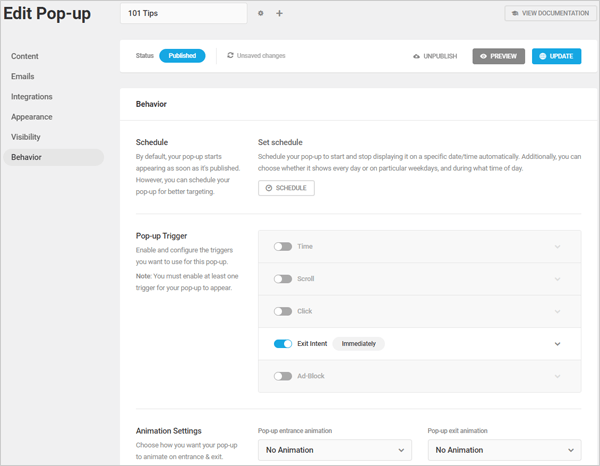 Edit Pop-up
101 Tips
VIEW DOCUMENTATION
Content
Emails
Integrations
Appearance
Visibility
Behavior
Status
Published
Unsaved changes
UNPUBLISH
PREVIEW
UPDATE
Behavior
Schedule
By default, your pop-up starts
appearing as soon as it's published.
However, you can schedule your
pop-up for better targeting.
Set schedule
Schedule your pop-up to start and stop displaying it on a specific date/time automatically. Additionally, you can
choose whether it shows every day or on particular weekdays, and during what time of day.
SCHEDULE
Pop-up Trigger
Enable and configure the triggers
you want to use for this pop-up.
Note: You must enable at least one
trigger for your pop-up to appear.
Time
Scroll
Click
Exit Intent
Immediately
Ad-Block
Animation Settings
Choose how you want your pop-up
to animate on entrance & exit.
Pop-up entrance animation
No Animation
Pop-up exit animation
No Animation